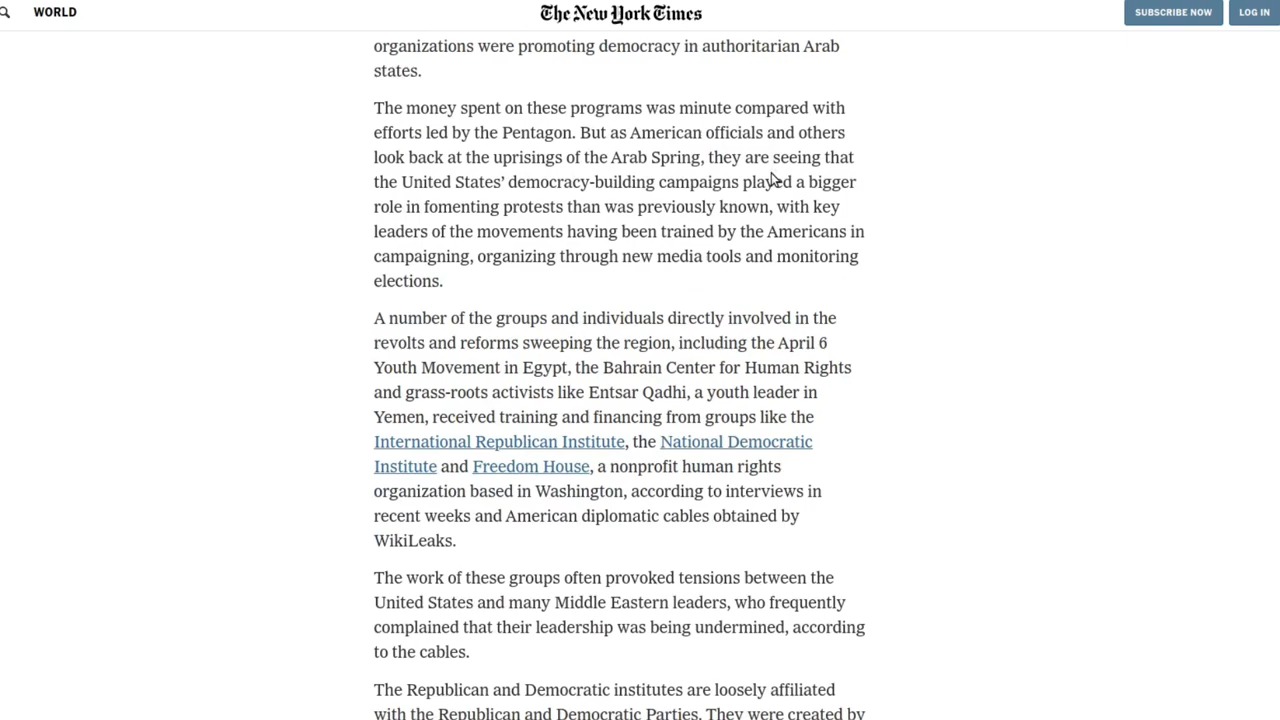 WORLD
The New York Times
SUBSCRIBE NOW
LOG IN
organizations were promoting democracy in authoritarian Arab
states.
The money spent on these programs was minute compared with
efforts led by the Pentagon. But as American officials and others
look back at the uprisings of the Arab Spring, they are seeing that
the United States’ democracy-building campaigns played a bigger
role in fomenting protests than was previously known, with key
leaders of the movements having been trained by the Americans in
campaigning, organizing through new media tools and monitoring
elections.
A number of the groups and individuals directly involved in the
revolts and reforms sweeping the region, including the April 6
Youth Movement in Egypt, the Bahrain Center for Human Rights
and grass-roots activists like Entsar Qadhi, a youth leader in
Yemen, received training and financing from groups like the
International Republican Institute, the National Democratic
Institute and Freedom House, a nonprofit human rights
organization based in Washington, according to interviews in
recent weeks and American diplomatic cables obtained by
WikiLeaks.
The work of these groups often provoked tensions between the
United States and many Middle Eastern leaders, who frequently
complained that their leadership was being undermined, according
to the cables.
The Republican and Democratic institutes are loosely affiliated
with the Republican and Democratic Parties. They were created by